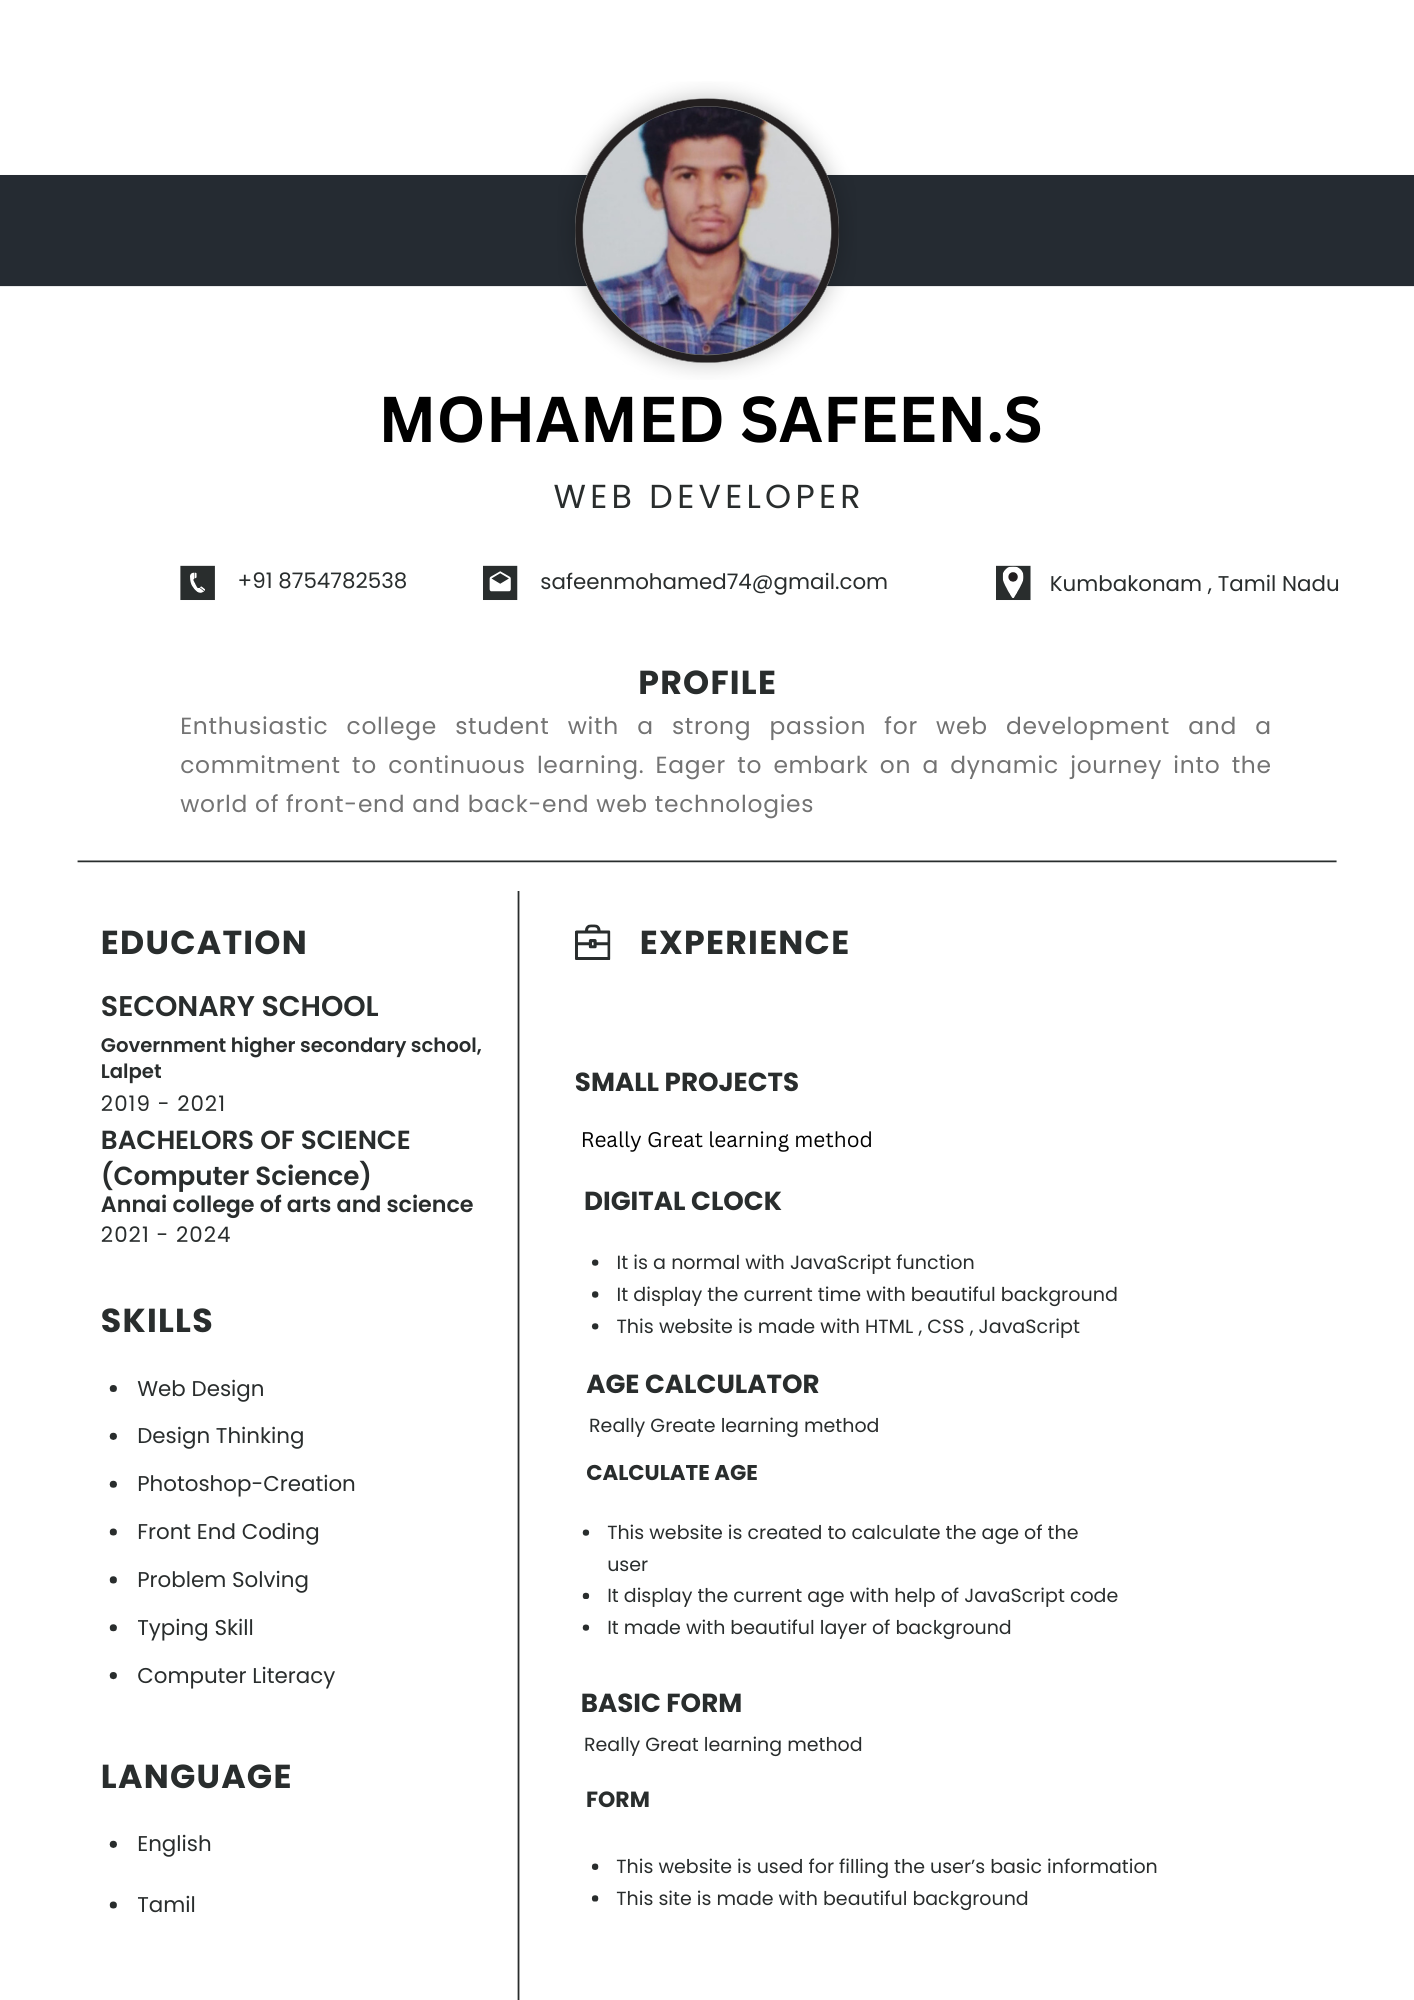 MOHAMED SAFEEN.S
WEB DEVELOPER
+91 8754782538
safeenmohamed74@gmail.com
Kumbakonam , Tamil Nadu
PROFILE
Enthusiastic college student with a strong passion for web development and a
commitment to continuous learning. Eager to embark on a dynamic journey into the
world of front-end and back-end web technologies
EDUCATION
SECONARY SCHOOL
Government higher secondary school,
Lalpet
2019 - 2021
BACHELORS OF SCIENCE
(Computer Science)
Annai college of arts and science
2021 - 2024
SKILLS
• Web Design
• Design Thinking
• Photoshop-Creation
• Front End Coding
• Problem Solving
• Typing Skill
• Computer Literacy
LANGUAGE
• English
• Tamil
EXPERIENCE
SMALL PROJECTS
Really Great learning method
DIGITAL CLOCK
• It is a normal with JavaScript function
• It display the current time with beautiful background
• This website is made with HTML , CSS , JavaScript
AGE CALCULATOR
Really Greate learning method
CALCULATE AGE
• This website is created to calculate the age of the
user
• It display the current age with help of JavaScript code
• It made with beautiful layer of background
BASIC FORM
Really Great learning method
FORM
• This website is used for filling the user’s basic information
• This site is made with beautiful background